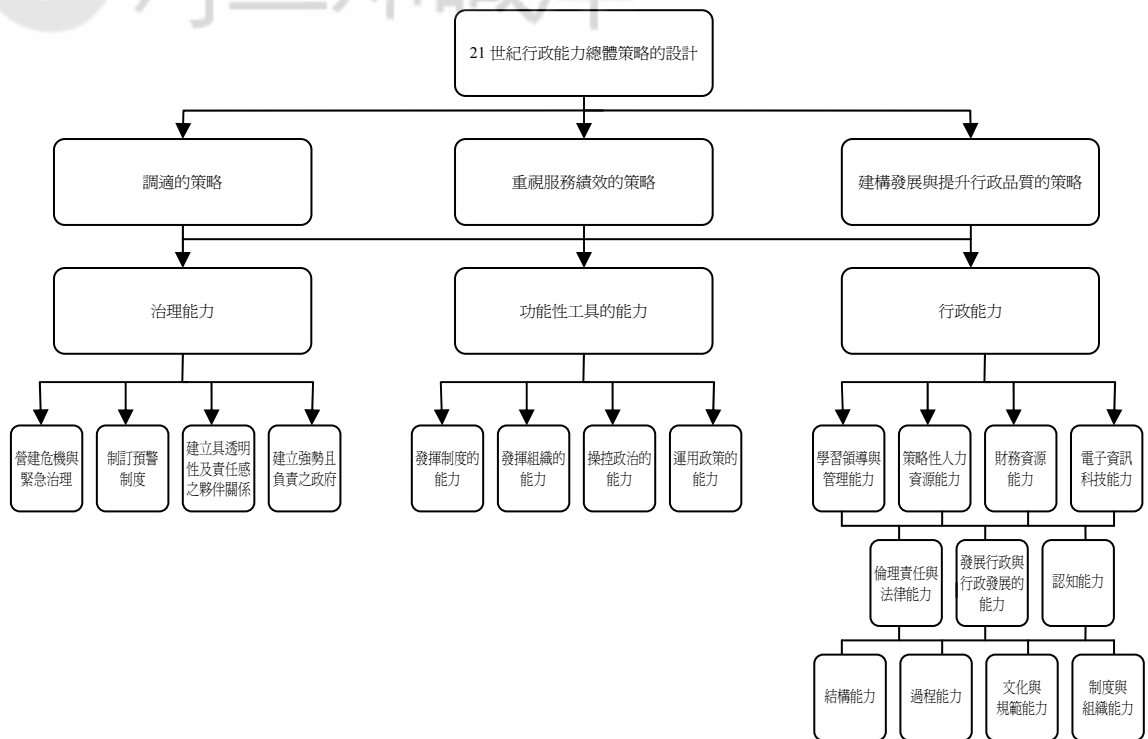 21 世紀行政能力總體策略的設計
調適的策略
重視服務績效的策略
建構發展與提升行政品質的策略
治理能力
功能性工具的能力
行政能力
營建危機與
緊急治理
制訂預警
制度
建立具透明
性及責任感
之夥件關係
建立強勢且
負責之政府
發揮制度的
能力
發揮組織的
能力
操控政治的
能力
運用政策的
能力
學習領導與
管理能力
策略性人力
資源能力
財務資源
能力
電子資訊
科技能力
倫理責任與
法律能力
發展行政與
行政發展的
能力
認知能力
結構能力
過程能力
文化與
規範能力
制度與
組織能力